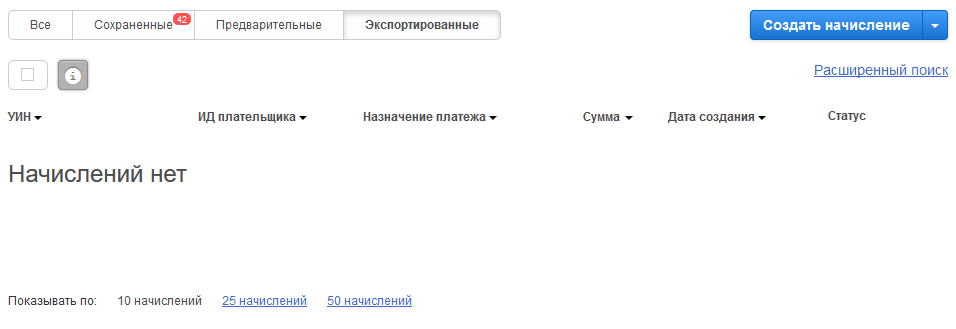 Все Сохраненные 42 Предварительные Экспортированные Создать начисление
Расширенный поиск
УИН ИД плательщика Назначение платежа Сумма Дата создания Статус
Начислений нет
Показывать по: 10 начислений 25 начислений 50 начислений